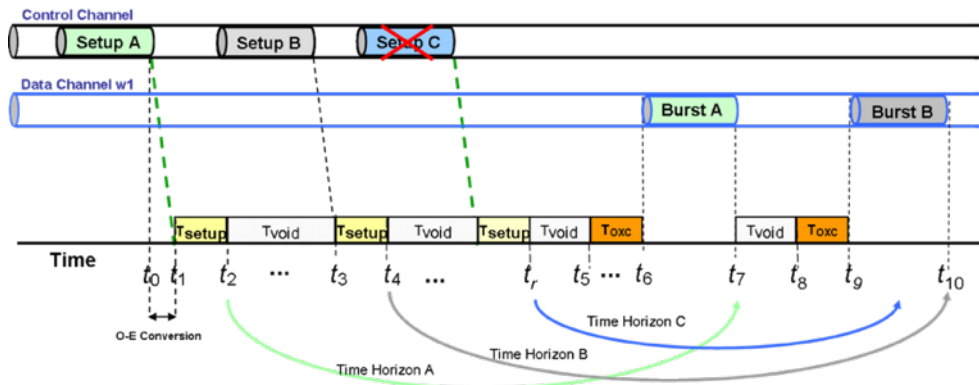 Control Channel
Setup A Setup B Setup C
Data Channel w1
Burst A Burst B
Tsetup Tvoid Tsetup Tvoid Tsetup Tvoid Toxc Tvoid Toxc
Time t0 t1 t2 ... t3 t4 ... tr t5 ... t6 t7 t8 t9 t10
O-E Conversion
Time Horizon C
Time Horizon B
Time Horizon A